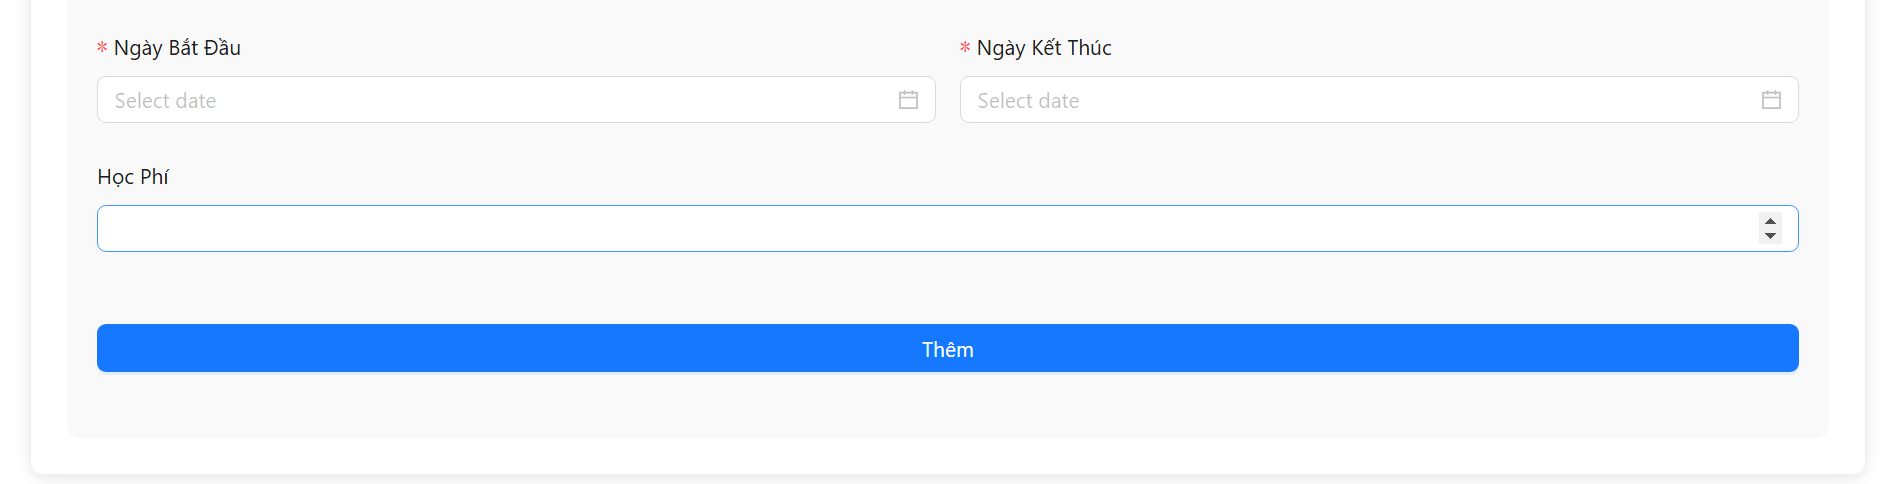 * Ngày Bắt Đầu
* Ngày Kết Thúc
Select date
Select date
Học Phí
Thêm